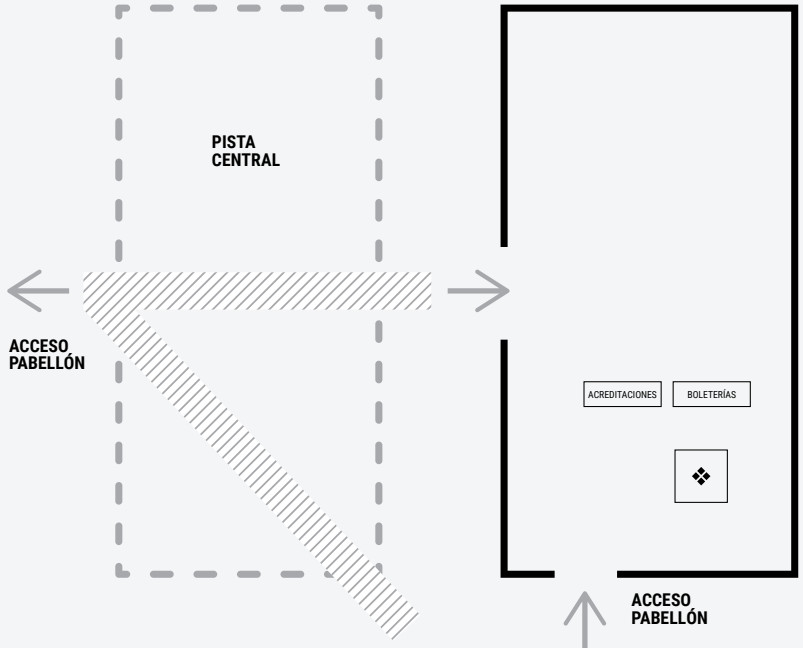 PISTA
CENTRAL
ACCESO
PABELLÓN
ACREDITACIONES
BOLETERÍAS
ACCESO
PABELLÓN